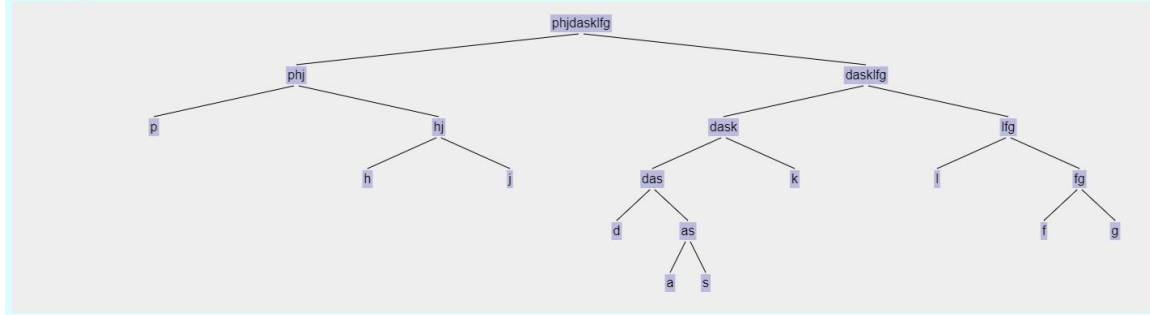 phjdasklfg
phj dasklfg
p hj dask lfg
h j das k l fg
d as f g
a s